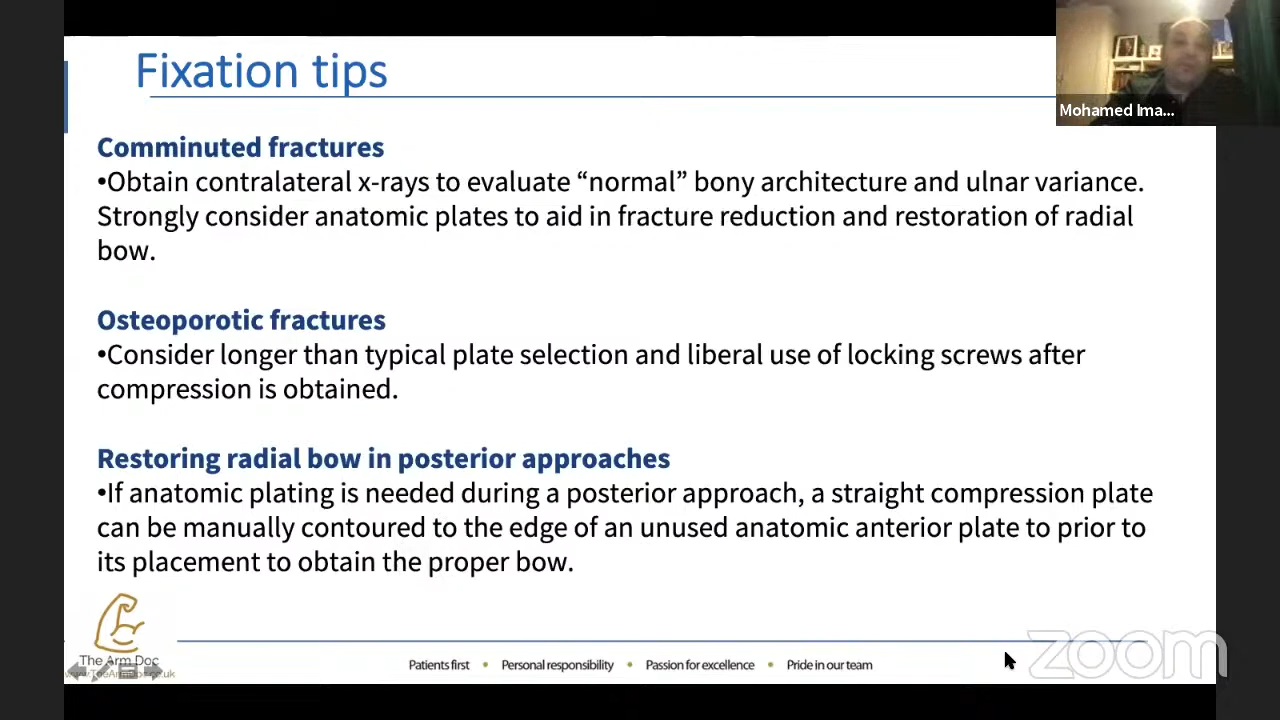 Fixation tips
Mohamed Ima...
Comminuted fractures
•Obtain contralateral x-rays to evaluate “normal” bony architecture and ulnar variance.
Strongly consider anatomic plates to aid in fracture reduction and restoration of radial
bow.
Osteoporotic fractures
•Consider longer than typical plate selection and liberal use of locking screws after
compression is obtained.
Restoring radial bow in posterior approaches
•If anatomic plating is needed during a posterior approach, a straight compression plate
can be manually contoured to the edge of an unused anatomic anterior plate to prior to
its placement to obtain the proper bow.
The Arm Doc
Patients first • Personal responsibility • Passion for excellence • Pride in our team
zoom